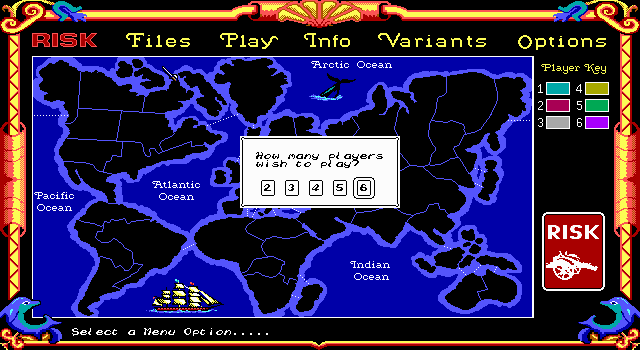 RISK Files Play Info Variants Options
Arctic Ocean
Player Key
1 4
2 5
3 6
How many players
wish to play?
2 3 4 5 6
Pacific
Ocean
Atlantic
Ocean
Indian
Ocean
RISK
Select a Menu Option.....